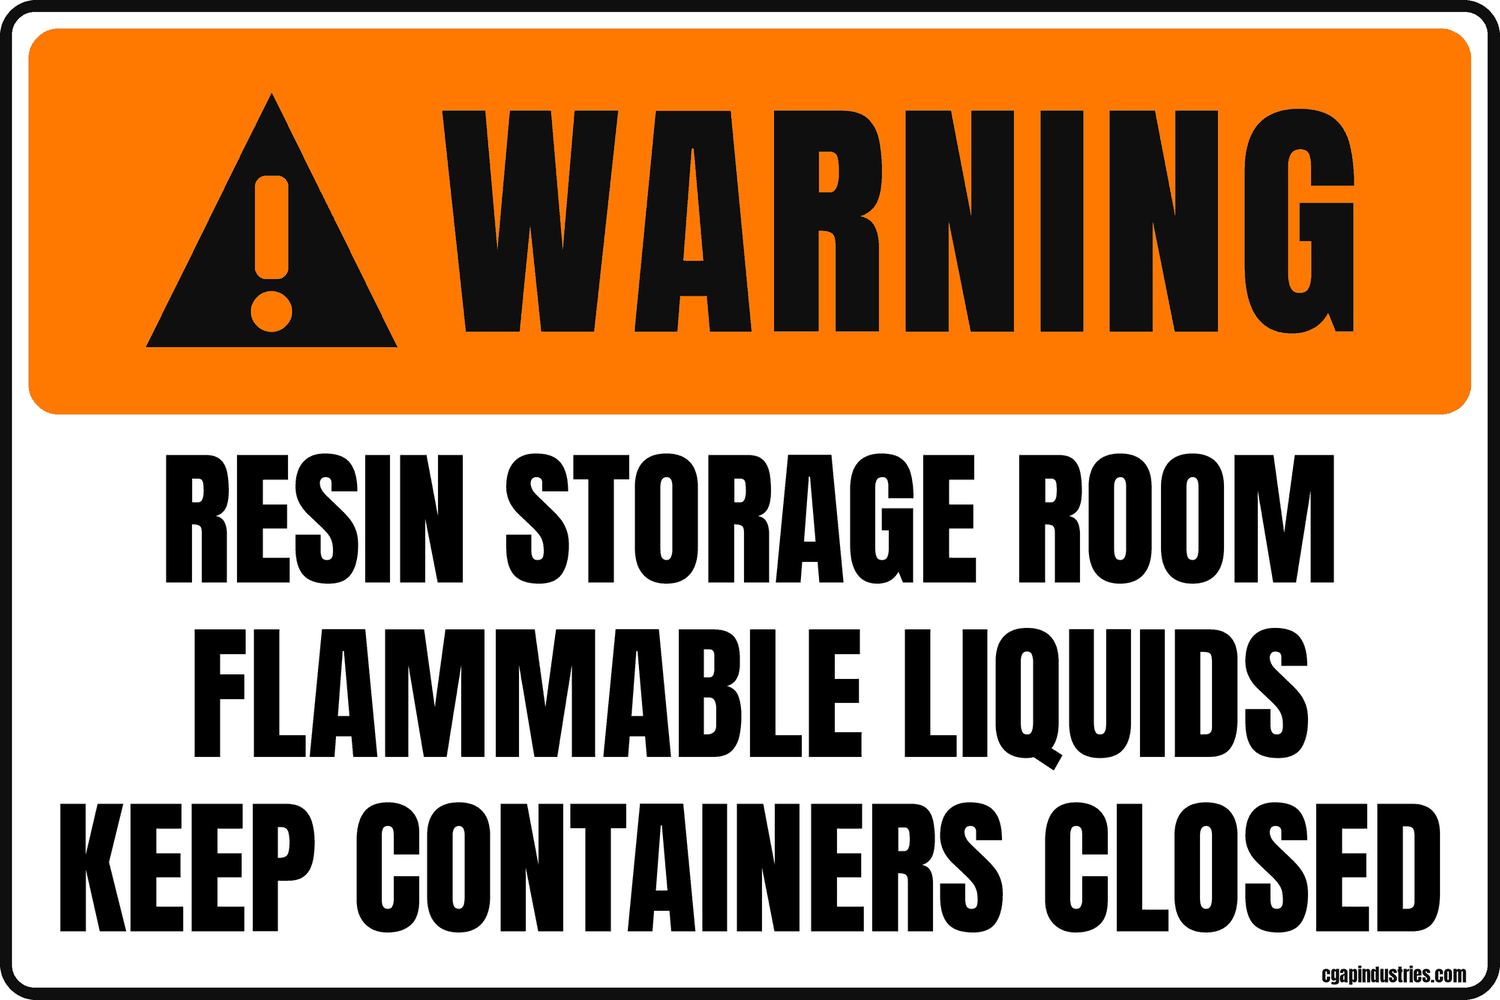 WARNING
RESIN STORAGE ROOM
FLAMMABLE LIQUIDS
KEEP CONTAINERS CLOSED
cgapindustries.com